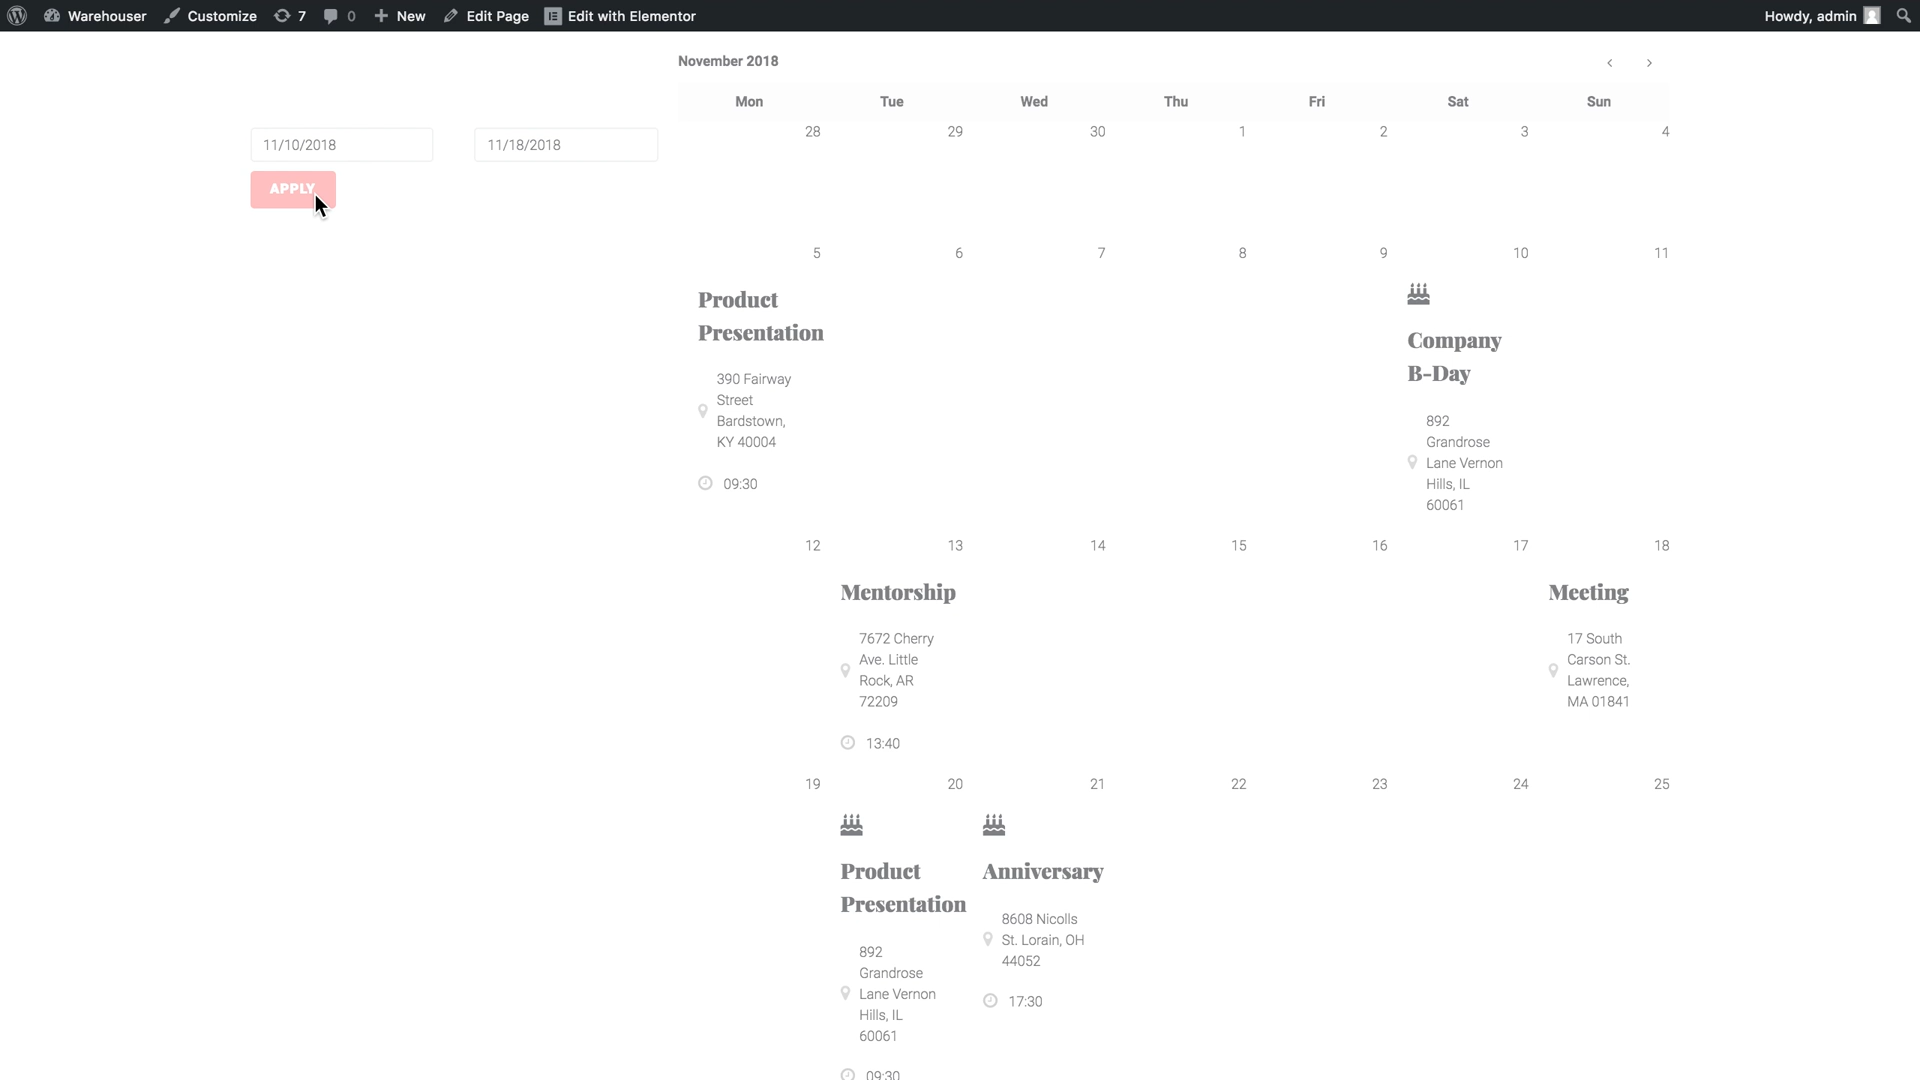 Warehouser Customize 7 0 New Edit Page Edit with Elementor Howdy, admin
November 2018
Mon Tue Wed Thu Fri Sat Sun
11/10/2018 11/18/2018
APPLY
28 29 30 1 2 3 4
5 6 7 8 9 10 11
Product
Presentation
390 Fairway
Street
Bardstown,
KY 40004
09:30
Company
B-Day
892
Grandrose
Lane Vernon
Hills, IL
60061
12 13 14 15 16 17 18
Mentorship
7672 Cherry
Ave. Little
Rock, AR
72209
13:40
Meeting
17 South
Carson St.
Lawrence,
MA 01841
19 20 21 22 23 24 25
Product
Presentation
892
Grandrose
Lane Vernon
Hills, IL
60061
09:30
Anniversary
8608 Nicolls
St. Lorain, OH
44052
17:30